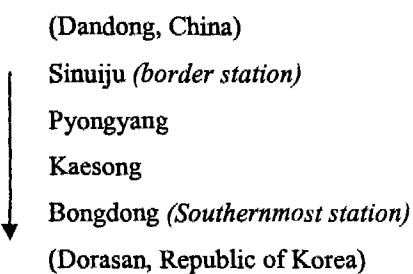 (Dandong, China)
Sinuiju (border station)
Pyongyang
Kaesong
Bongdong (Southernmost station)
(Dorasan, Republic of Korea)